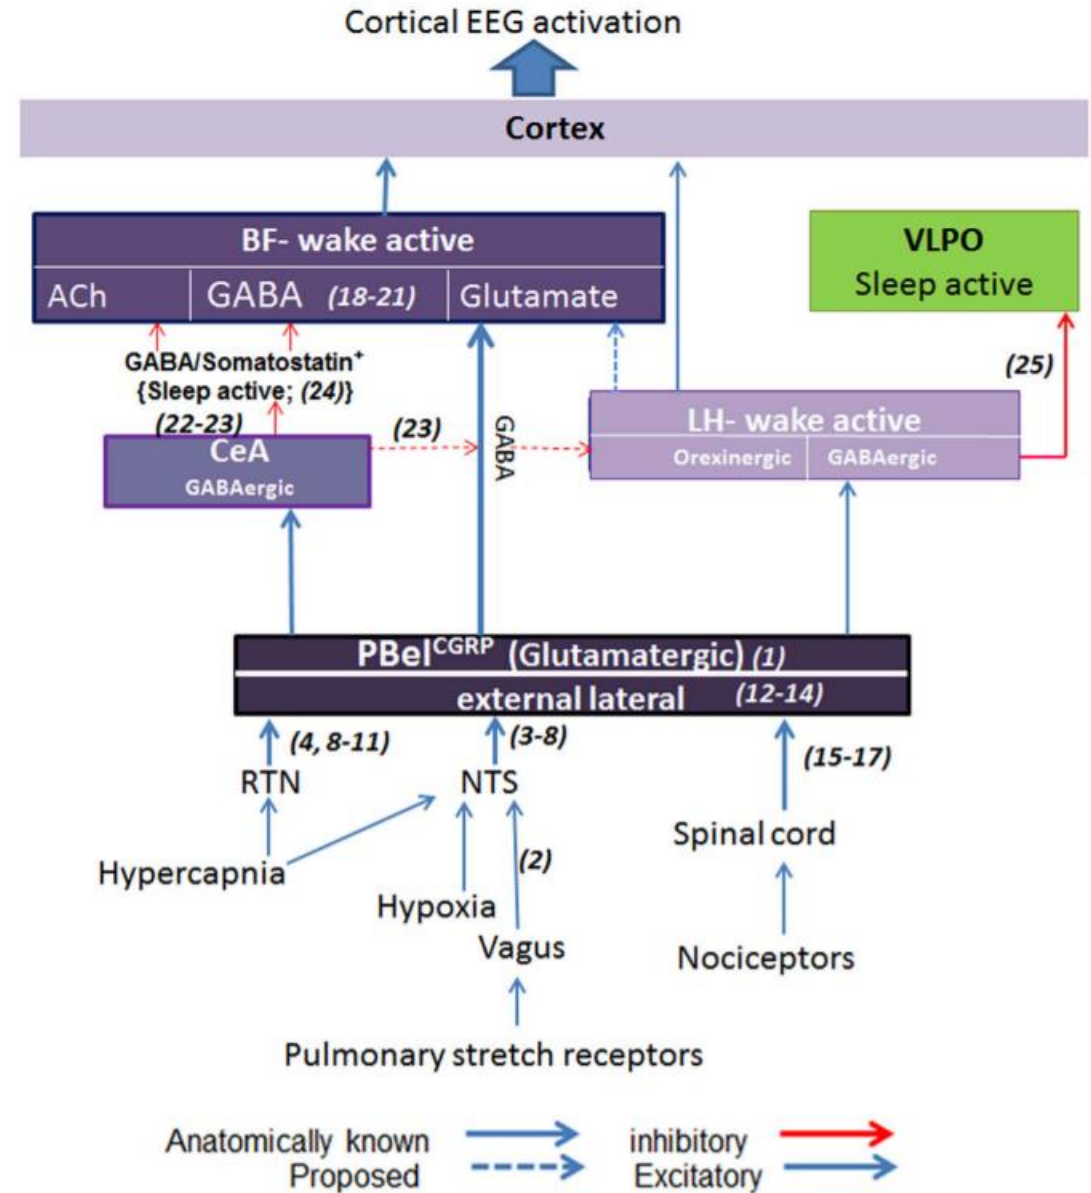 Cortical EEG activation
Cortex
BF- wake active
ACh
GABA (18-21)
Glutamate
VLPO
Sleep active
GABA/Somatostatin+
{Sleep active; (24)}
(22-23)
(23)
(25)
CeA
GABAergic
GABA
LH- wake active
Orexinergic
GABAergic
PBelCGRP (Glutamatergic) (1)
external lateral (12-14)
(4, 8-11)
(3-8)
(15-17)
RTN
NTS
Spinal cord
Hypercapnia
(2)
Hypoxia
Vagus
Nociceptors
Pulmonary stretch receptors
Anatomically known
inhibitory
Proposed
Excitatory